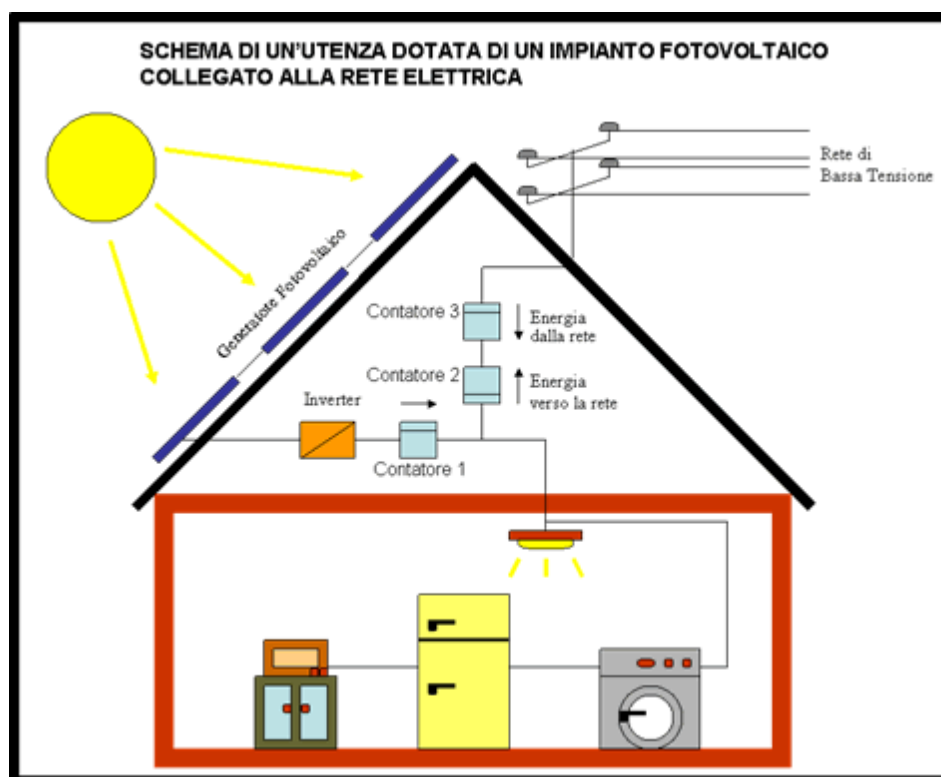 SCHEMA DI UN'UTENZA DOTATA DI UN IMPIANTO FOTOVOLTAICO
COLLEGATO ALLA RETE ELETTRICA
Rete di
Bassa Tensione
Generatore Fotovoltaico
Contatore 3
Energia
dalla rete
Contatore 2
Energia
verso la rete
Inverter
Contatore 1